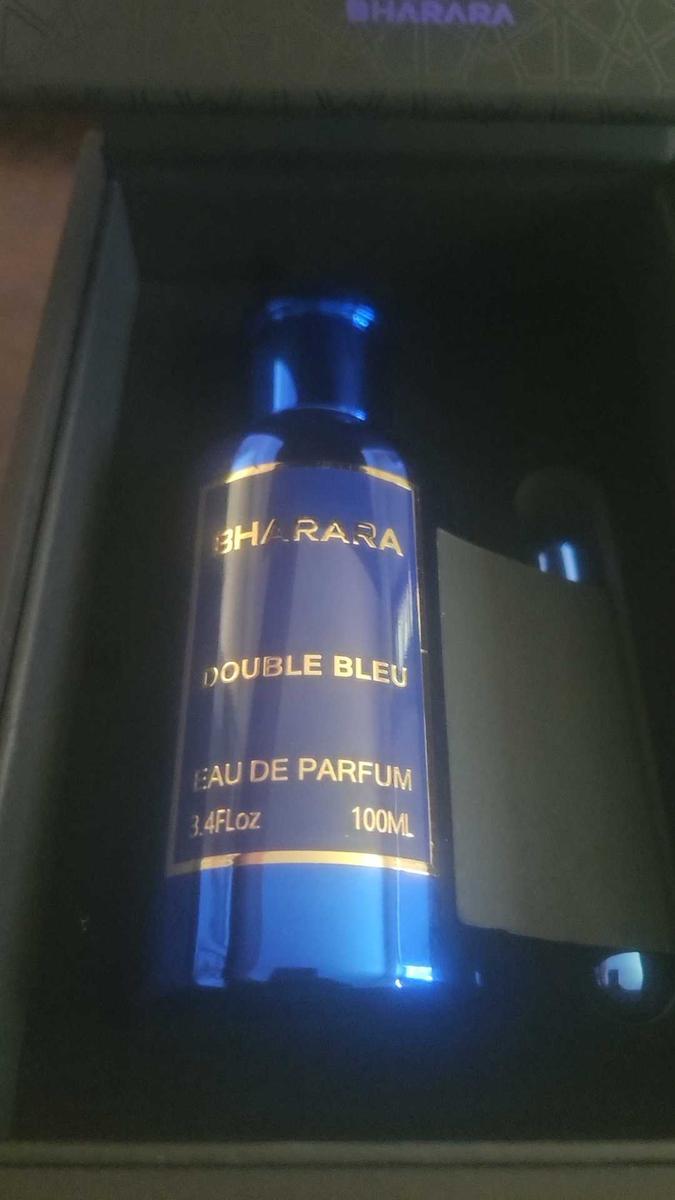 BHARARA
BHARARA
DOUBLE BLEU
EAU DE PARFUM
3.4FLoz 100ML